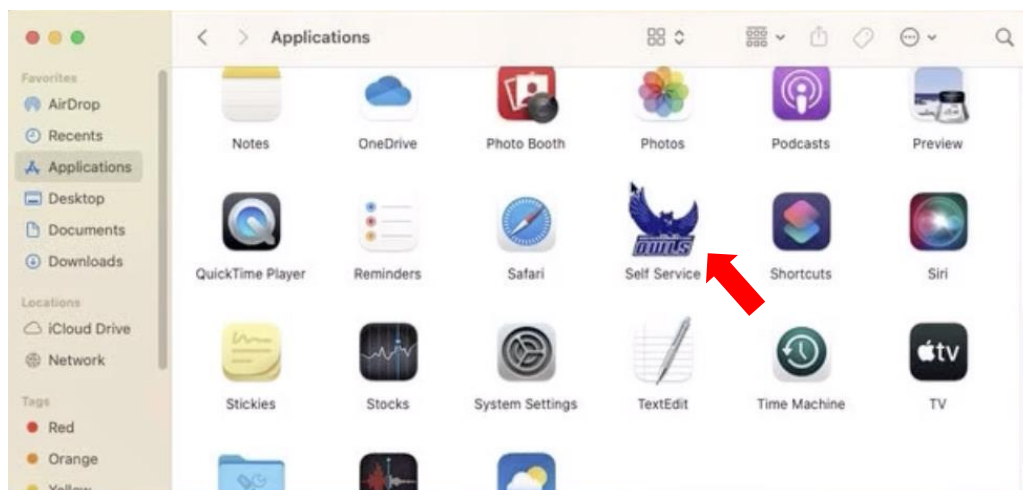 Applications
Favorites
AirDrop
Recents
Applications
Desktop
Documents
Downloads
Locations
iCloud Drive
Network
Tags
Red
Orange
Yellow
Notes OneDrive Photo Booth Photos Podcasts Preview
OWLS
QuickTime Player Reminders Safari Self Service Shortcuts Siri
tv
Stickies Stocks System Settings TextEdit Time Machine TV